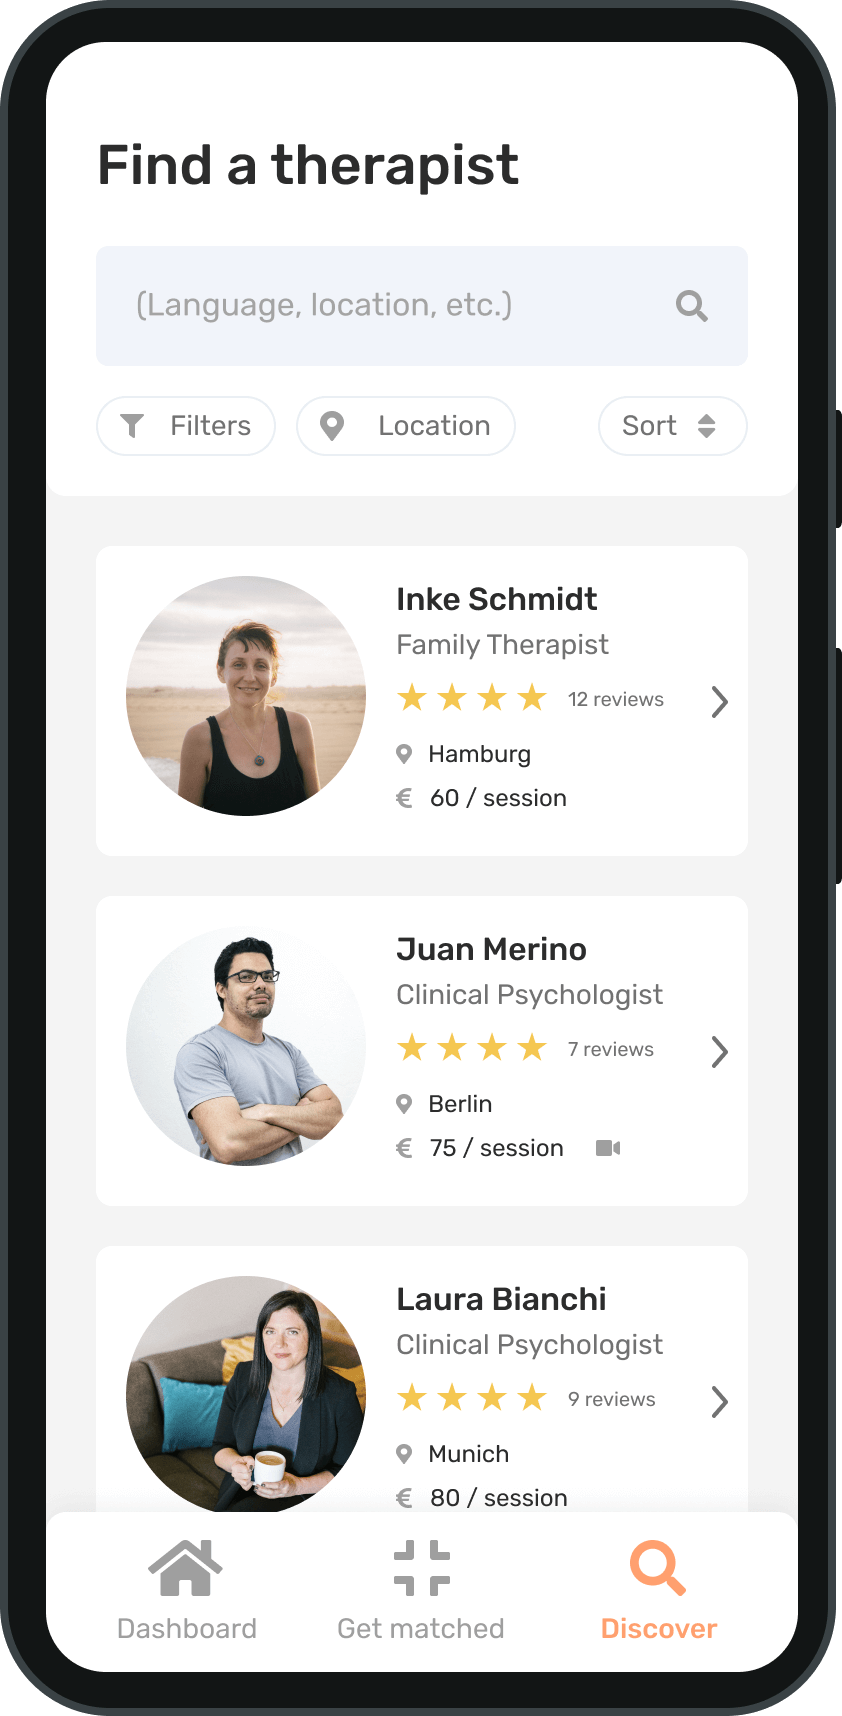 Find a therapist
(Language, location, etc.)
Filters
Location
Sort
Inke Schmidt
Family Therapist
12 reviews
Hamburg
€ 60 / session
Juan Merino
Clinical Psychologist
7 reviews
Berlin
€ 75 / session
Laura Bianchi
Clinical Psychologist
9 reviews
Munich
€ 80 / session
Dashboard
Get matched
Discover